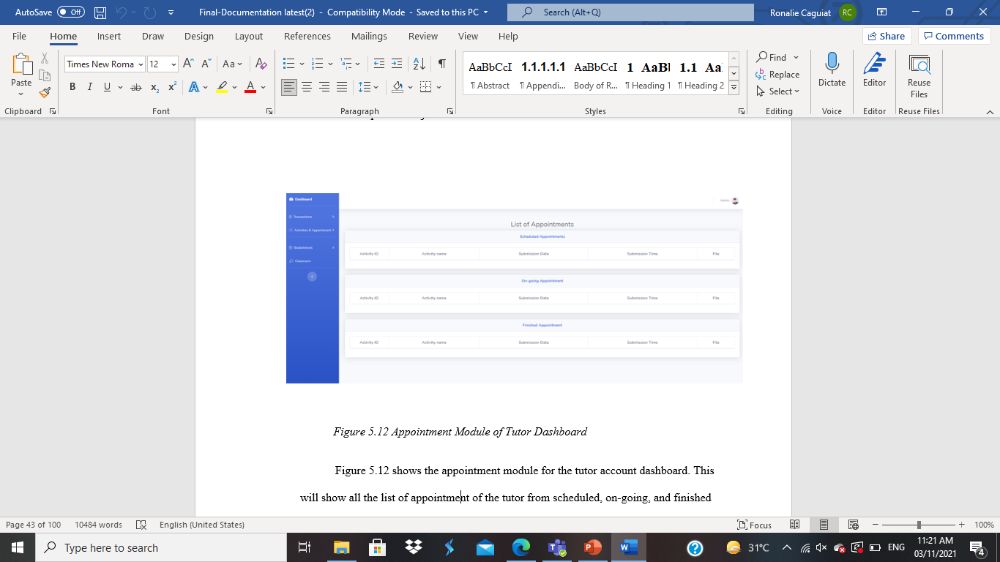 AutoSave Off Final-Documentation latest(2) - Compatibility Mode - Saved to this PC Search (Alt+Q) Ronalie Caguiat RC
File Home Insert Draw Design Layout References Mailings Review View Help Share Comments
Times New Roma 12 Aa AaBbCcI 1.1.1.1.1 AaBbCcI 1 AaBl 1.1 Aa Find
Paste Replace Dictate Editor Reuse Files
B I U ab x2 x2 A A ¶ Abstract ¶ Appendi... Body of R... ¶ Heading 1 ¶ Heading 2 Select
Clipboard Font Paragraph Styles Editing Voice Editor Reuse Files
Dashboard Admin
Transactions
Activities & Appointment
Bookshelves
Classroom
List of Appointments
Scheduled Appointments
Activity ID Activity name Submission Date Submission Time File
On-going Appointment
Activity ID Activity name Submission Date Submission Time File
Finished Appointment
Activity ID Activity name Submission Date Submission Time File
Figure 5.12 Appointment Module of Tutor Dashboard
Figure 5.12 shows the appointment module for the tutor account dashboard. This
will show all the list of appointment of the tutor from scheduled, on-going, and finished
Page 43 of 100 10484 words English (United States) Focus 100%
Type here to search 31°C ENG 11:21 AM
03/11/2021 4